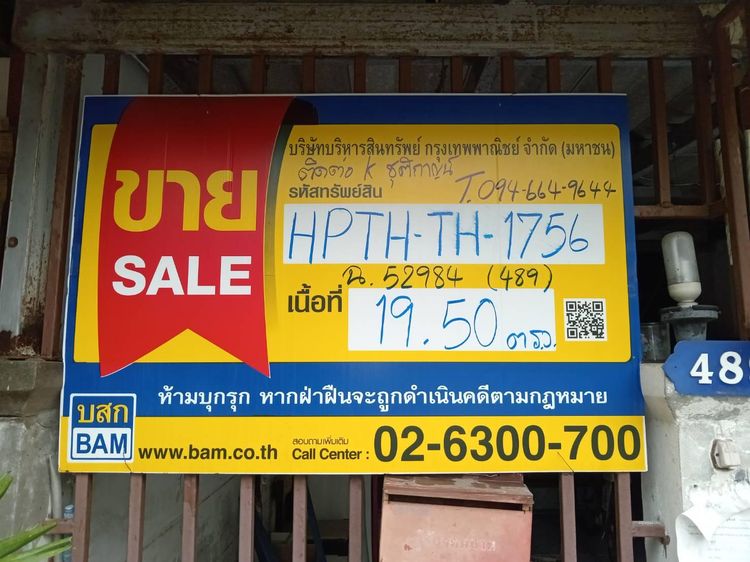 ขาย
SALE
บริษัทบริหารสินทรัพย์ กรุงเทพพาณิชย์ จำกัด (มหาชน)
ติดต่อ K ชุติกาญน์
รหัสทรัพย์สิน T. 094-664-9644
HPTH-TH-1756
ฉ. 52984 (489)
เนื้อที่ 19.50 ตรว.
ห้ามบุกรุก หากฝ่าฝืนจะถูกดำเนินคดีตามกฎหมาย
บสก
BAM
www.bam.co.th
สอบถามเพิ่มเติม
Call Center : 02-6300-700